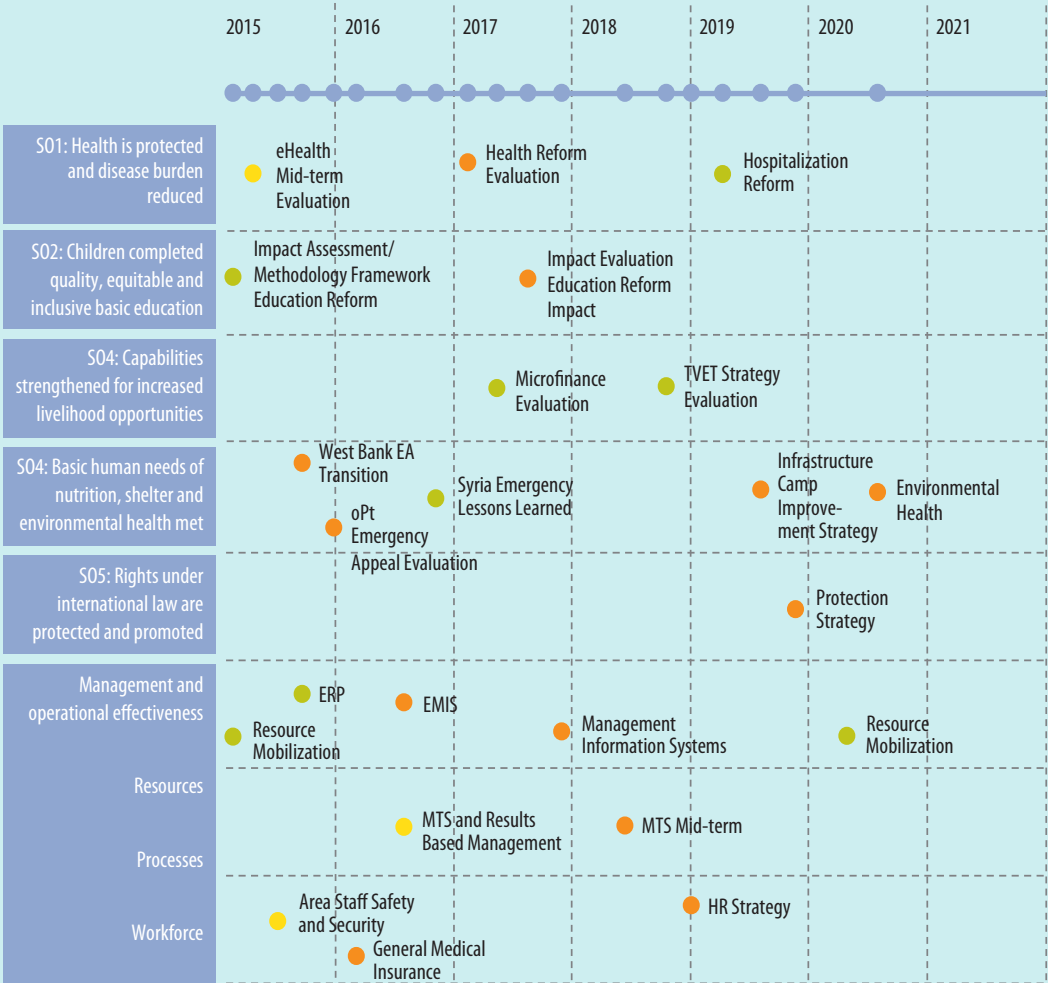 2015
2016
2017
2018
2019
2020
2021
SO1: Health is protected
and disease burden
reduced
eHealth
Mid-term
Evaluation
Health Reform
Evaluation
Hospitalization
Reform
SO2: Children completed
quality, equitable and
inclusive basic education
Impact Assessment/
Methodology Framework
Education Reform
Impact Evaluation
Education Reform
Impact
SO4: Capabilities
strengthened for increased
livelihood opportunities
Microfinance
Evaluation
TVET Strategy
Evaluation
SO4: Basic human needs of
nutrition, shelter and
environmental health met
West Bank EA
Transition
oPt
Emergency
Appeal Evaluation
Syria Emergency
Lessons Learned
Infrastructure
Camp
Improve-
ment Strategy
Environmental
Health
SO5: Rights under
international law are
protected and promoted
Protection
Strategy
Management and
operational effectiveness
ERP
EMIS
Resource
Mobilization
Management
Information Systems
Resource
Mobilization
Resources
MTS and Results
Based Management
MTS Mid-term
Processes
Workforce
Area Staff Safety
and Security
General Medical
Insurance
HR Strategy